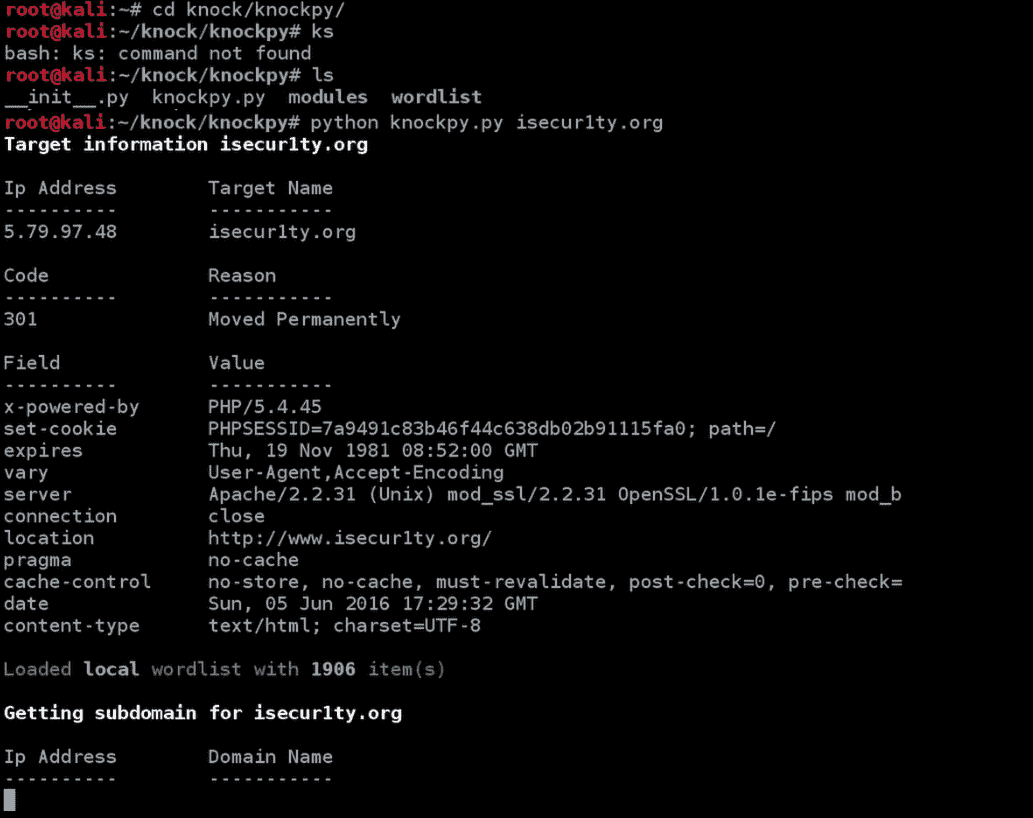 root@kali:~# cd knock/knockpy/
root@kali:~/knock/knockpy# ks
bash: ks: command not found
root@kali:~/knock/knockpy# ls
__init__.py  knockpy.py  modules  wordlist
root@kali:~/knock/knockpy# python knockpy.py isecur1ty.org
Target information isecur1ty.org
Ip Address        Target Name
----------        -----------
5.79.97.48        isecur1ty.org
Code              Reason
----------        -----------
301               Moved Permanently
Field             Value
----------        -----------
x-powered-by      PHP/5.4.45
set-cookie        PHPSESSID=7a9491c83b46f44c638db02b91115fa0; path=/
expires           Thu, 19 Nov 1981 08:52:00 GMT
vary              User-Agent,Accept-Encoding
server            Apache/2.2.31 (Unix) mod_ssl/2.2.31 OpenSSL/1.0.1e-fips mod_b
connection        close
location          http://www.isecur1ty.org/
pragma            no-cache
cache-control     no-store, no-cache, must-revalidate, post-check=0, pre-check=
date              Sun, 05 Jun 2016 17:29:32 GMT
content-type      text/html; charset=UTF-8
Loaded local wordlist with 1906 item(s)
Getting subdomain for isecur1ty.org
Ip Address        Domain Name
----------        -----------